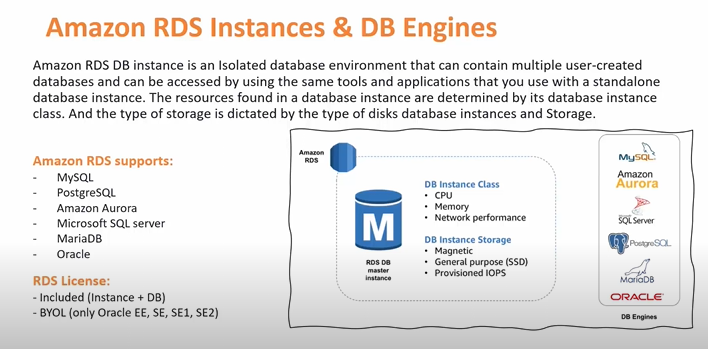 Amazon RDS Instances & DB Engines
Amazon RDS DB instance is an Isolated database environment that can contain multiple user-created
databases and can be accessed by using the same tools and applications that you use with a standalone
database instance. The resources found in a database instance are determined by its database instance
class. And the type of storage is dictated by the type of disks database instances and Storage.
Amazon RDS supports:
- MySQL
- PostgreSQL
- Amazon Aurora
- Microsoft SQL server
- MariaDB
- Oracle
RDS License:
- Included (Instance + DB)
- BYOL (only Oracle EE, SE, SE1, SE2)
Amazon
RDS
M
RDS DB
master
instance
DB Instance Class
• CPU
• Memory
• Network performance
DB Instance Storage
• Magnetic
• General purpose (SSD)
• Provisioned IOPS
MySQL
Amazon
Aurora
SQL Server
PostgreSQL
MariaDB
ORACLE
DB Engines